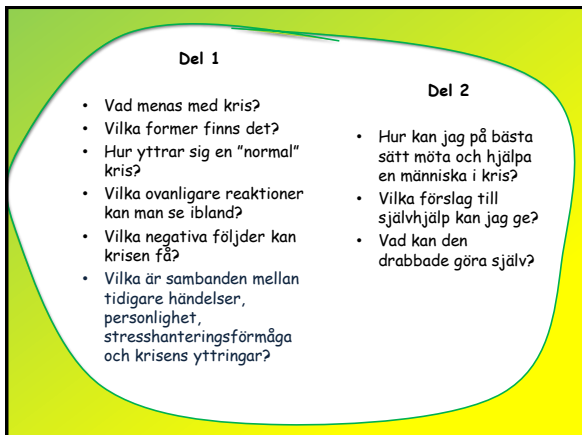 Del 1
• Vad menas med kris?
• Vilka former finns det?
• Hur yttrar sig en ”normal”
kris?
• Vilka ovanligare reaktioner
kan man se ibland?
• Vilka negativa följder kan
krisen få?
• Vilka är sambanden mellan
tidigare händelser,
personlighet,
stresshanteringsförmåga
och krisens yttringar?
Del 2
• Hur kan jag på bästa
sätt möta och hjälpa
en människa i kris?
• Vilka förslag till
självhjälp kan jag ge?
• Vad kan den
drabbade göra själv?